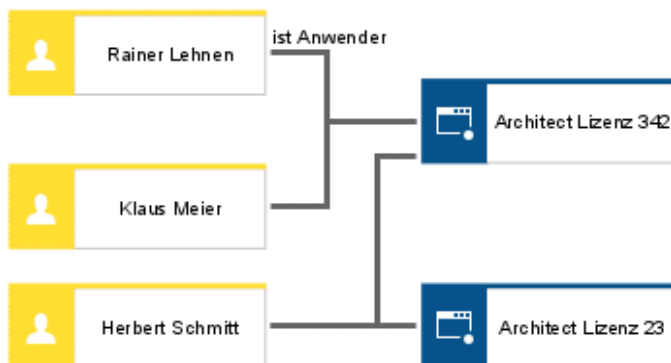 Rainer Lehnen
ist Anwender
Architect Lizenz 342
Klaus Meier
Herbert Schmitt
Architect Lizenz 23